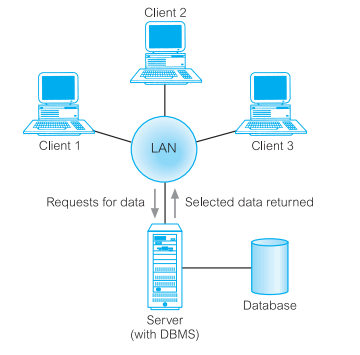 Client 2
Client 1
LAN
Client 3
Requests for data
Selected data returned
Database
Server
(with DBMS)